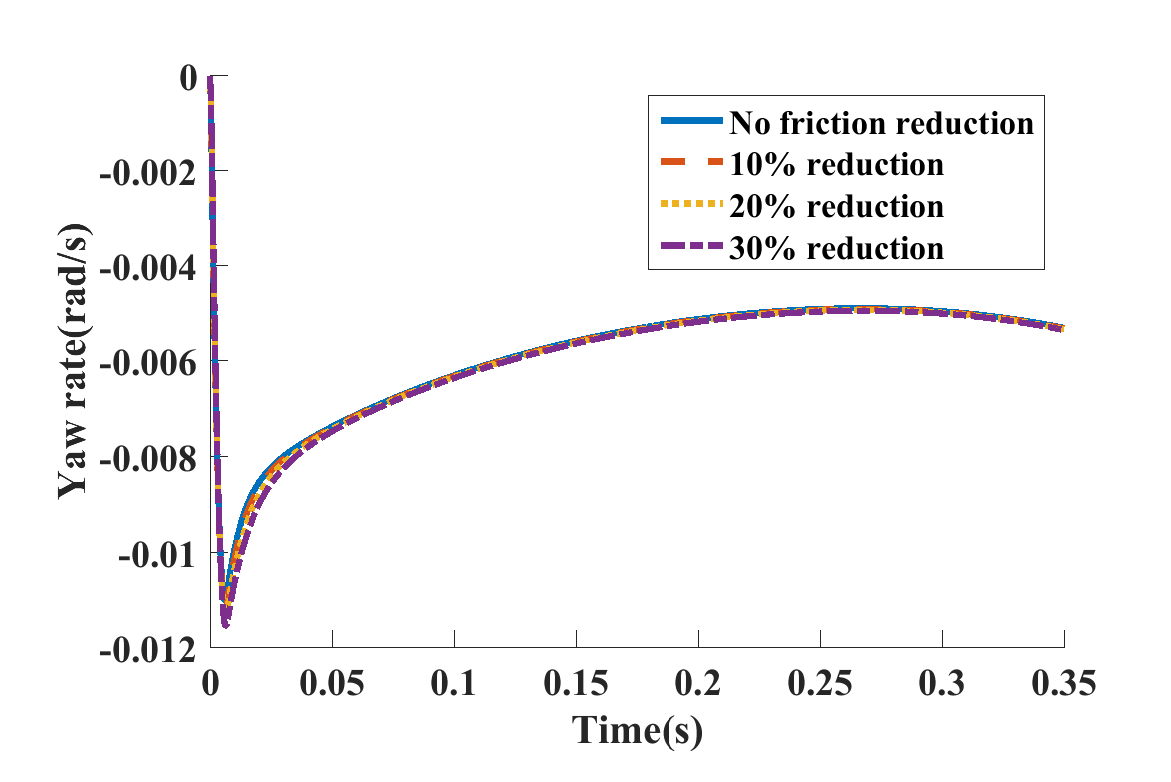 0
-0.002
-0.004
-0.006
-0.008
-0.01
-0.012
Yaw rate(rad/s)
No friction reduction
10% reduction
20% reduction
30% reduction
0 0.05 0.1 0.15 0.2 0.25 0.3 0.35
Time(s)